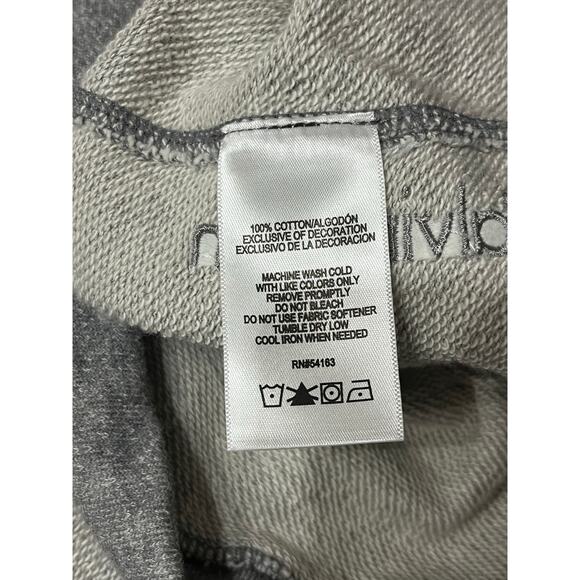 100% COTTON/ALGODÓN
EXCLUSIVE OF DECORATION
EXCLUSIVO DE LA DECORACION
MACHINE WASH COLD
WITH LIKE COLORS ONLY
REMOVE PROMPTLY
DO NOT BLEACH
DO NOT USE FABRIC SOFTENER
TUMBLE DRY LOW
COOL IRON WHEN NEEDED
RN#54163